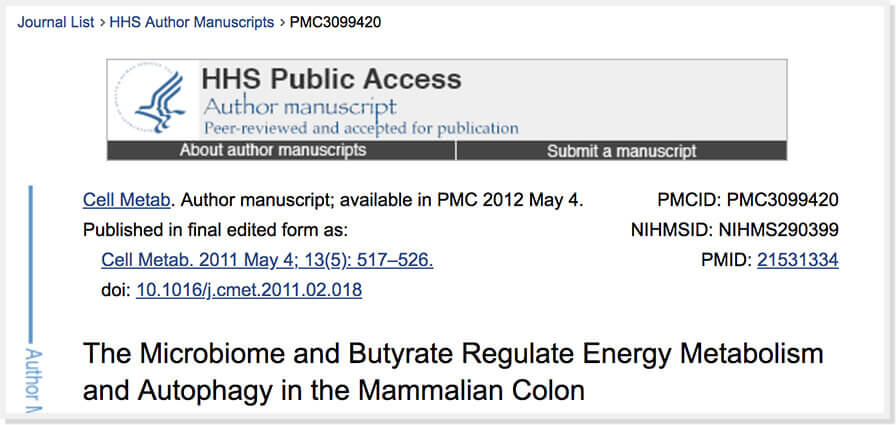 Journal List > HHS Author Manuscripts > PMC3099420
HHS Public Access
Author manuscript
Peer-reviewed and accepted for publication
About author manuscripts
Submit a manuscript
Cell Metab. Author manuscript; available in PMC 2012 May 4.
Published in final edited form as:
Cell Metab. 2011 May 4; 13(5): 517–526.
doi: 10.1016/j.cmet.2011.02.018
PMCID: PMC3099420
NIHMSID: NIHMS290399
PMID: 21531334
The Microbiome and Butyrate Regulate Energy Metabolism
and Autophagy in the Mammalian Colon
Author M